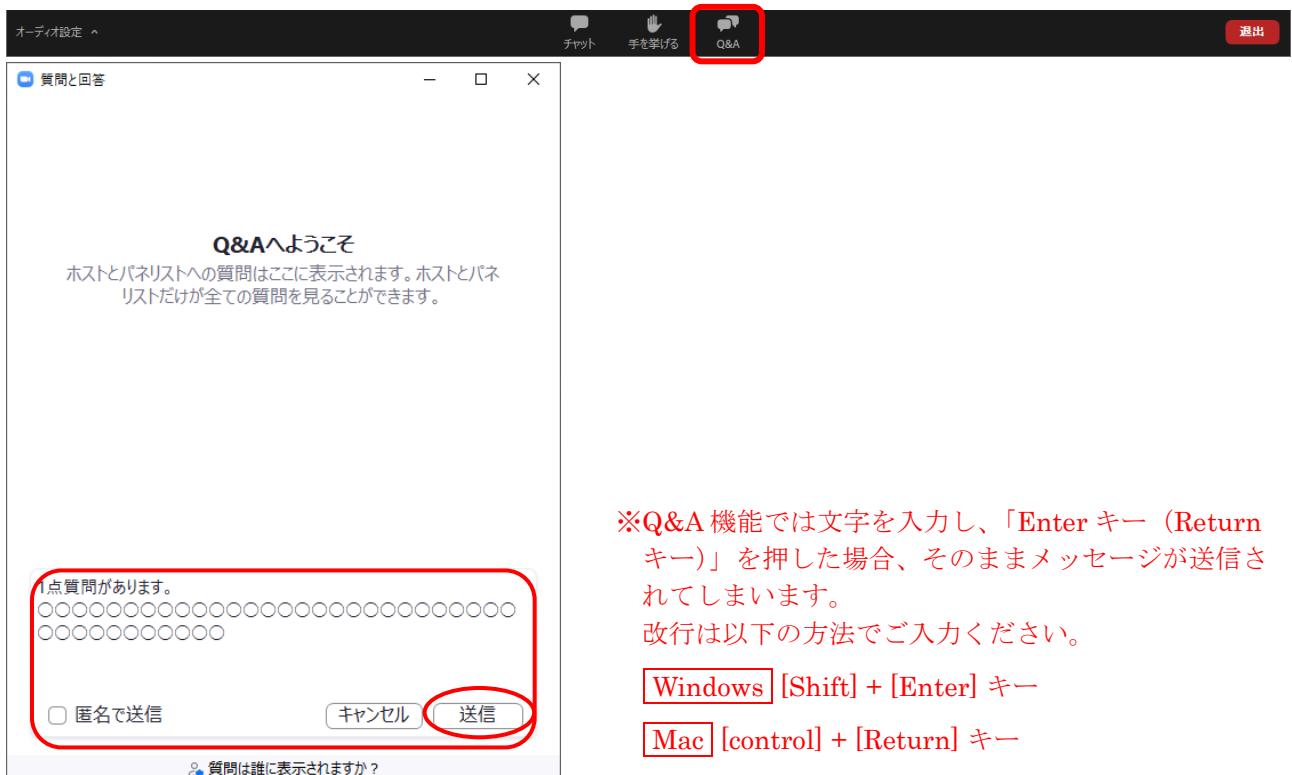 オーディオ設定 ^
チャット 手を挙げる Q&A
退出
質問と回答
Q&Aへようこそ
ホストとパネリストへの質問はここに表示されます。ホストとパネ
リストだけが全ての質問を見ることができます。
1点質問があります。
○○○○○○○○○○○○○○○○○○○○○○○○○○○○
○○○○○○○○○○○
匿名で送信 キャンセル 送信
質問は誰に表示されますか？
※Q&A 機能では文字を入力し、「Enter キー（Return
キー）」を押した場合、そのままメッセージが送信さ
れてしまいます。
改行は以下の方法でご入力ください。
Windows [Shift] + [Enter] キー
Mac [control] + [Return] キー